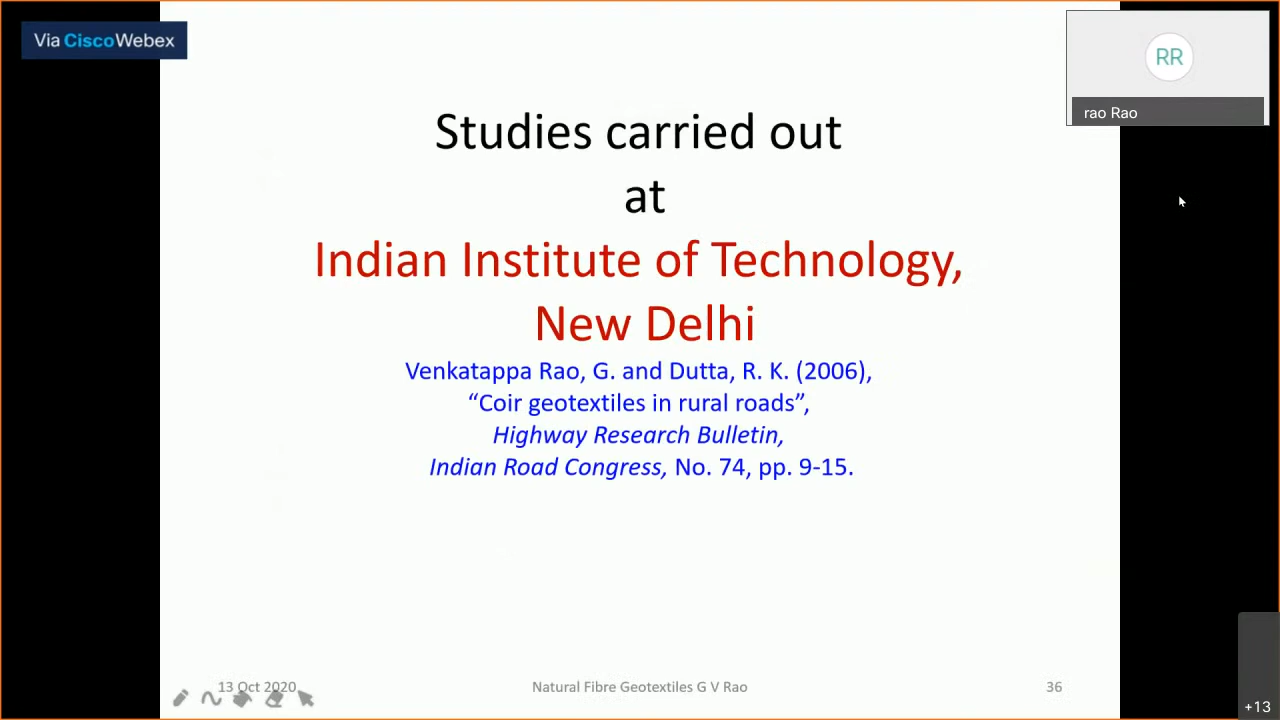 Via CiscoWebex
RR
rao Rao
Studies carried out
at
Indian Institute of Technology,
New Delhi
Venkatappa Rao, G. and Dutta, R. K. (2006),
“Coir geotextiles in rural roads”,
Highway Research Bulletin,
Indian Road Congress, No. 74, pp. 9-15.
13 Oct 2020
Natural Fibre Geotextiles G V Rao
36
+13